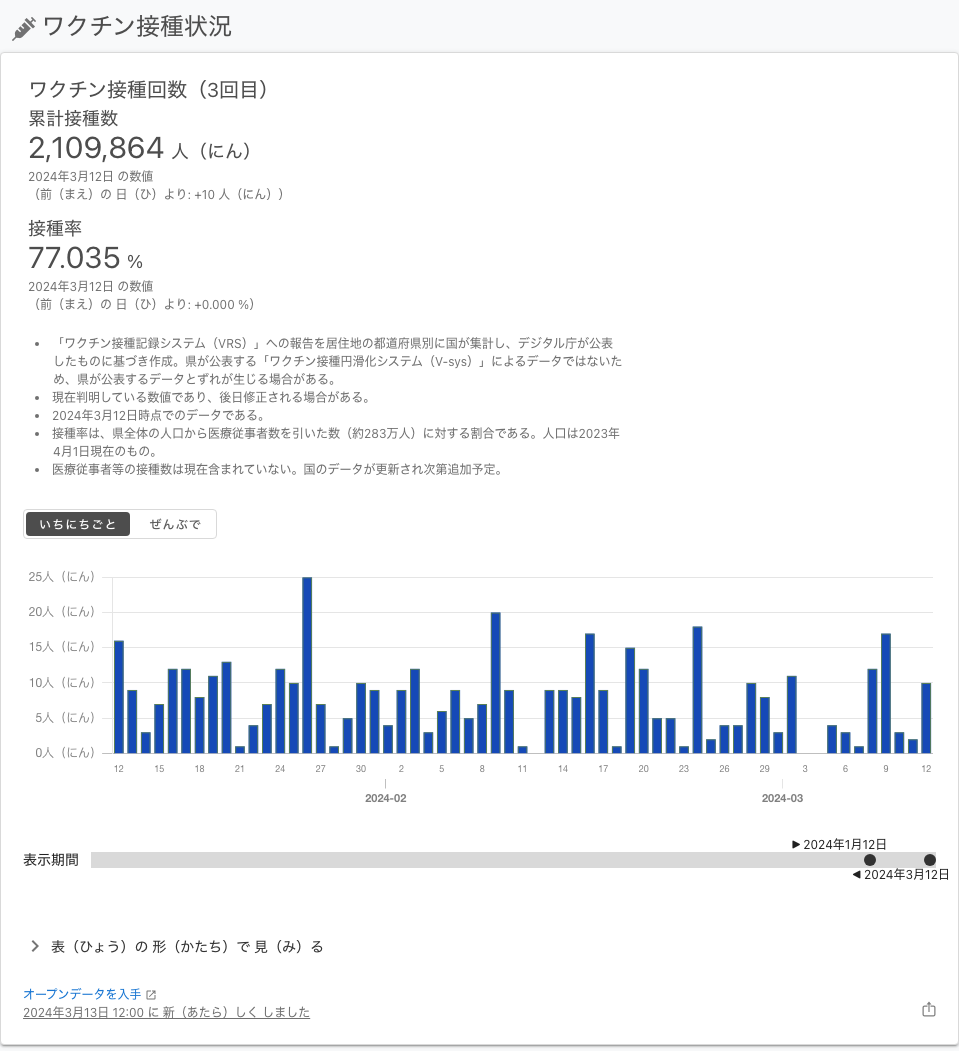 ワクチン接種状況
ワクチン接種回数（3回目）
累計接種数
2,109,864 人（にん）
2024年3月12日 の数値
（前（まえ）の 日（ひ）より: +10 人（にん））
接種率
77.035 %
2024年3月12日 の数値
（前（まえ）の 日（ひ）より: +0.000 %）
• 「ワクチン接種記録システム（VRS）」への報告を居住地の都道府県別に国が集計し、デジタル庁が公表
したものに基づき作成。県が公表する「ワクチン接種円滑化システム（V-sys）」によるデータではないた
め、県が公表するデータとずれが生じる場合がある。
• 現在判明している数値であり、後日修正される場合がある。
• 2024年3月12日時点でのデータである。
• 接種率は、県全体の人口から医療従事者数を引いた数（約283万人）に対する割合である。人口は2023年
4月1日現在のもの。
• 医療従事者等の接種数は現在含まれていない。国のデータが更新され次第追加予定。
いちにちごと ぜんぶで
25人（にん）
20人（にん）
15人（にん）
10人（にん）
5人（にん）
0人（にん）
12 15 18 21 24 27 30 2 5 8 11 14 17 20 23 26 29 3 6 9 12
2024-02 2024-03
▶ 2024年1月12日
表示期間
◀ 2024年3月12日
表（ひょう）の 形（かたち）で 見（み）る
オープンデータを入手
2024年3月13日 12:00 に 新（あたら）しく しました